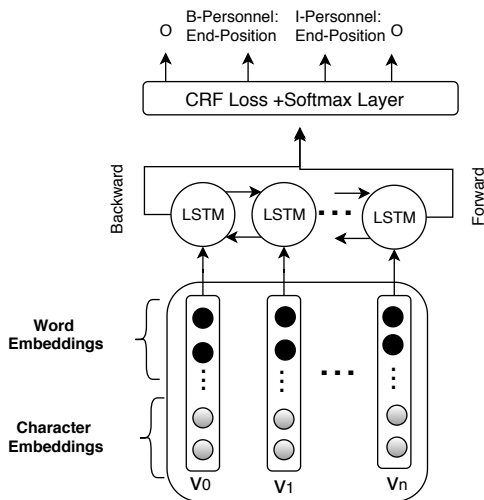 O
B-Personnel:
End-Position
I-Personnel:
End-Position
O
CRF Loss +Softmax Layer
Backward
Forward
LSTM
LSTM
LSTM
Word
Embeddings
Character
Embeddings
V0
V1
Vn